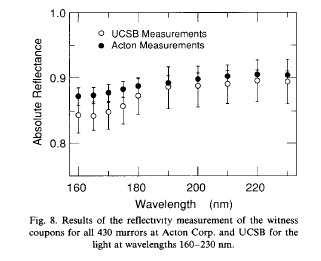 1.0
UCSB Measurements
Acton Measurements
0.9
0.8
Absolute Reflectance
160 180 200 220
Wavelength (nm)
Fig. 8. Results of the reflectivity measurement of the witness
coupons for all 430 mirrors at Acton Corp. and UCSB for the
light at wavelengths 160–230 nm.